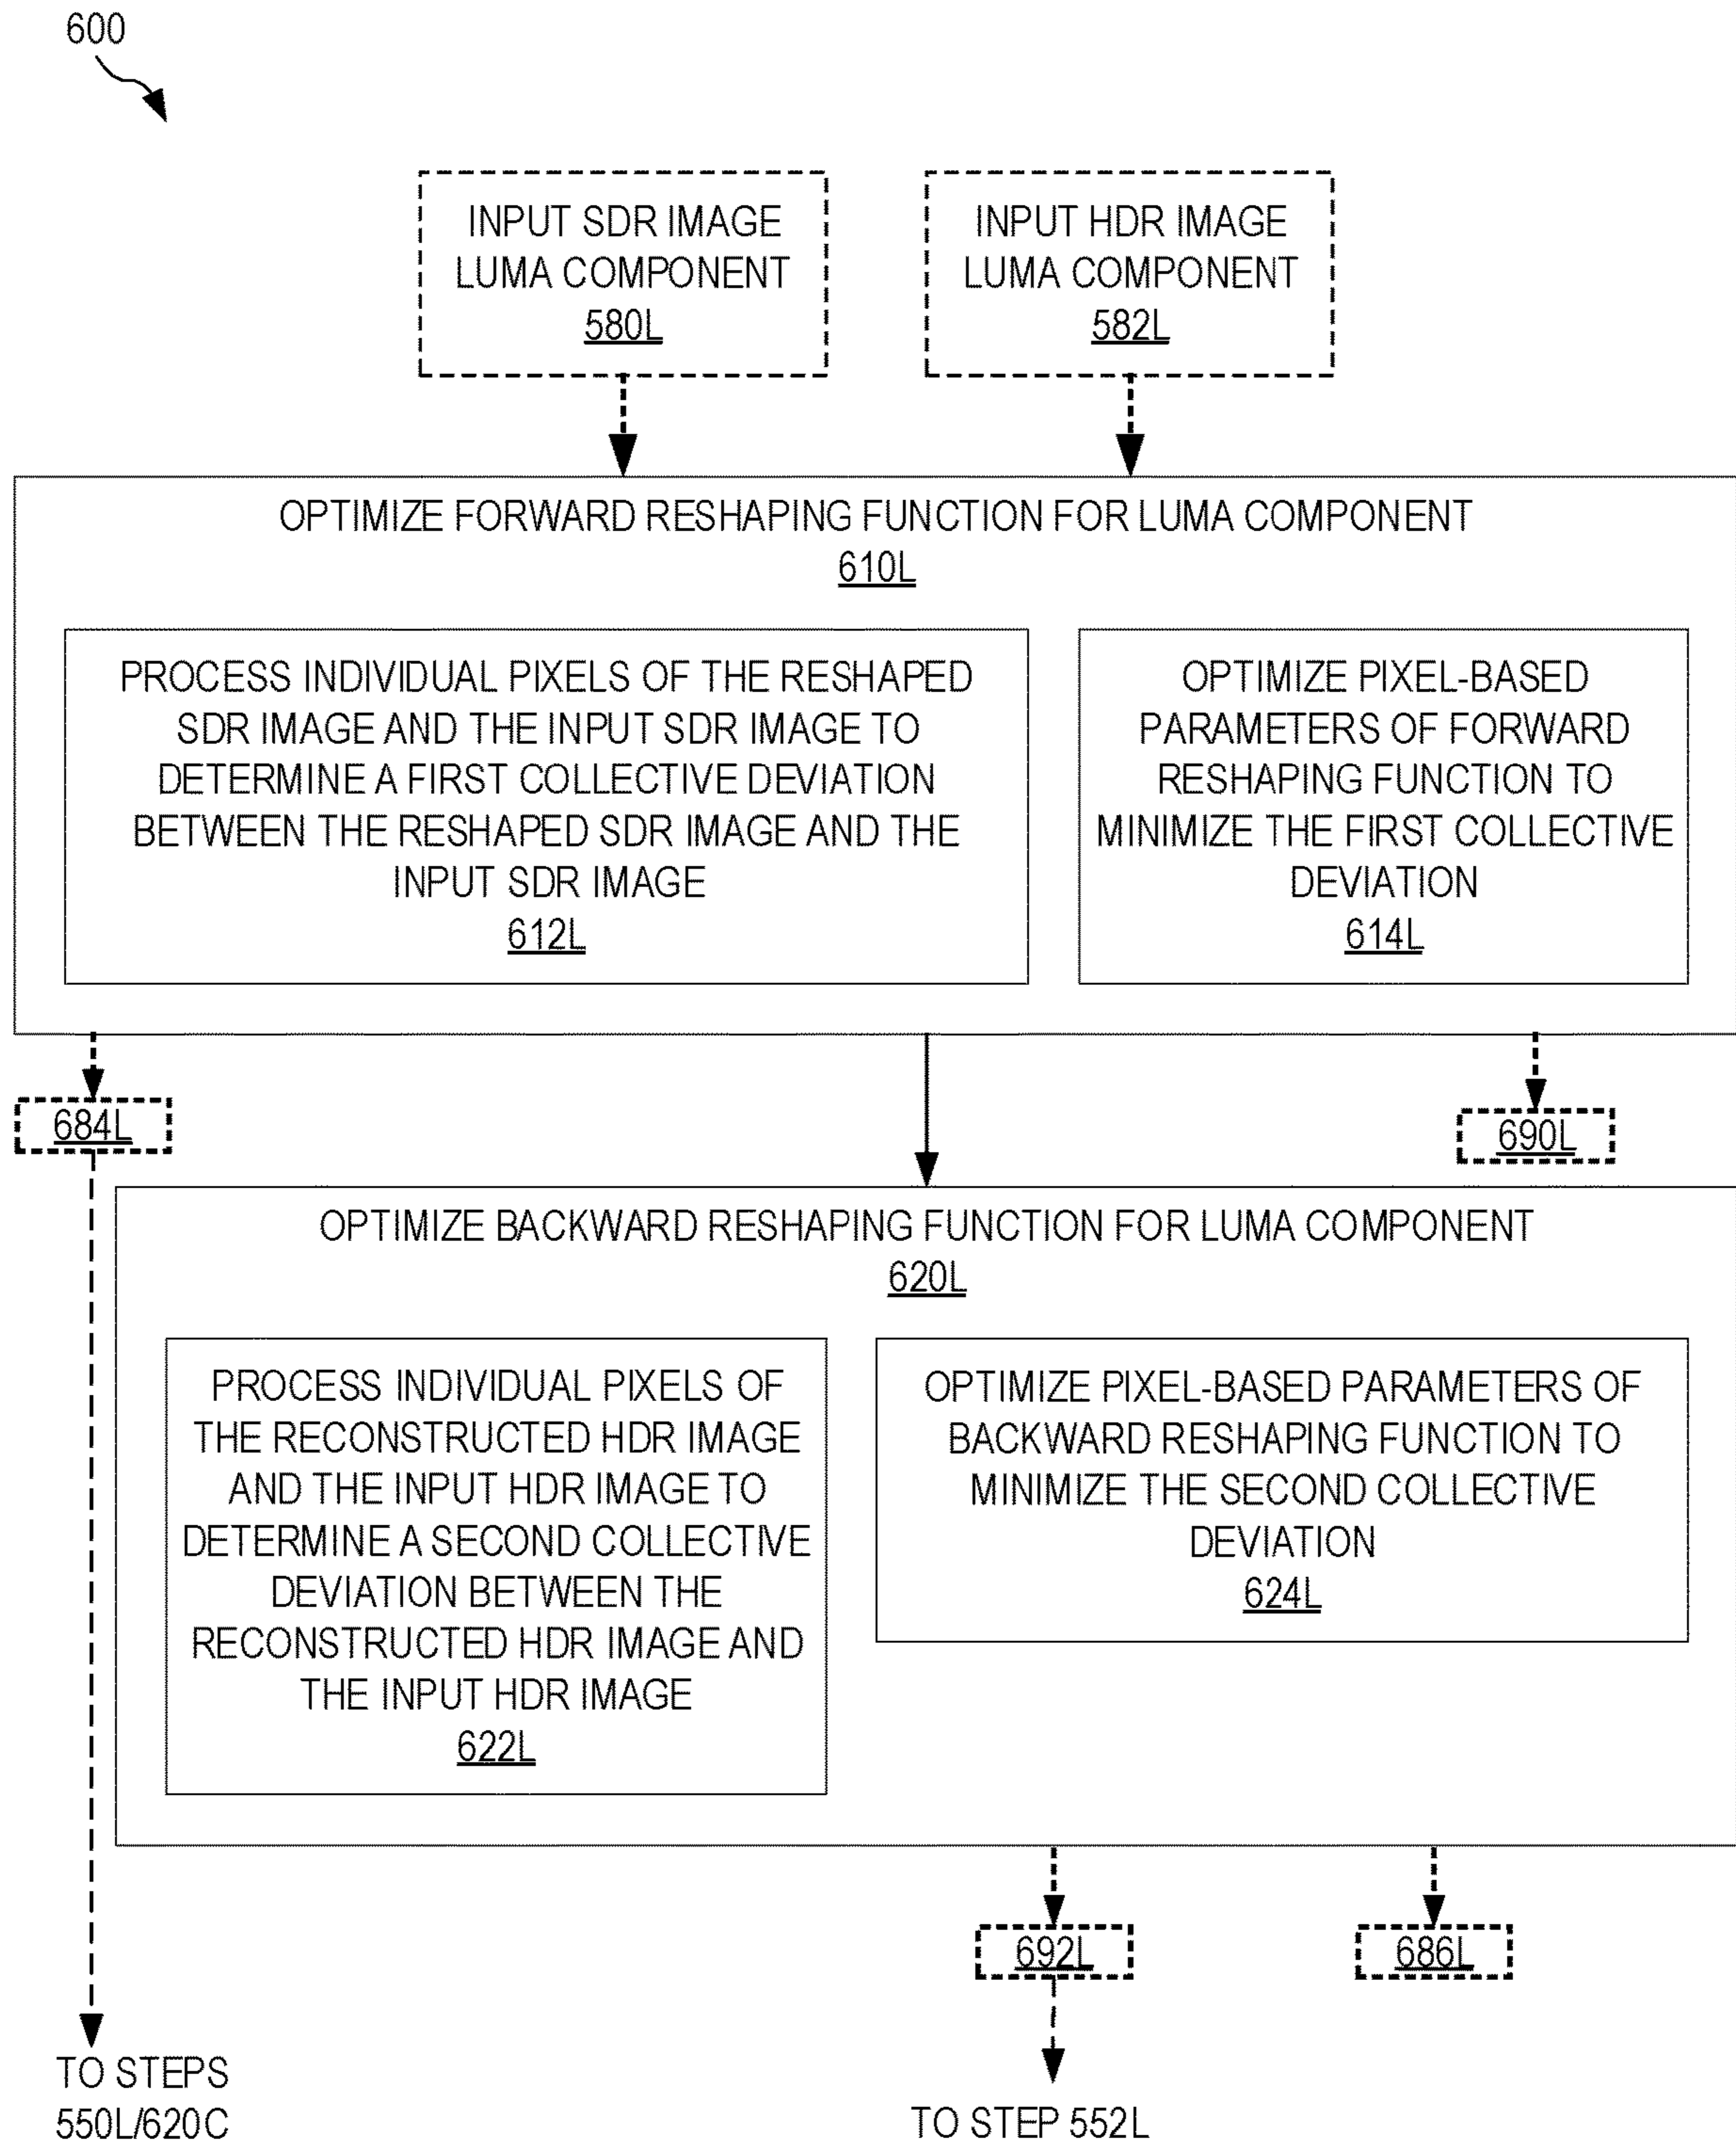 600
INPUT SDR IMAGE
LUMA COMPONENT
580L
INPUT HDR IMAGE
LUMA COMPONENT
582L
OPTIMIZE FORWARD RESHAPING FUNCTION FOR LUMA COMPONENT
610L
PROCESS INDIVIDUAL PIXELS OF THE RESHAPED
SDR IMAGE AND THE INPUT SDR IMAGE TO
DETERMINE A FIRST COLLECTIVE DEVIATION
BETWEEN THE RESHAPED SDR IMAGE AND THE
INPUT SDR IMAGE
612L
OPTIMIZE PIXEL-BASED
PARAMETERS OF FORWARD
RESHAPING FUNCTION TO
MINIMIZE THE FIRST COLLECTIVE
DEVIATION
614L
684L
690L
OPTIMIZE BACKWARD RESHAPING FUNCTION FOR LUMA COMPONENT
620L
PROCESS INDIVIDUAL PIXELS OF
THE RECONSTRUCTED HDR IMAGE
AND THE INPUT HDR IMAGE TO
DETERMINE A SECOND COLLECTIVE
DEVIATION BETWEEN THE
RECONSTRUCTED HDR IMAGE AND
THE INPUT HDR IMAGE
622L
OPTIMIZE PIXEL-BASED PARAMETERS OF
BACKWARD RESHAPING FUNCTION TO
MINIMIZE THE SECOND COLLECTIVE
DEVIATION
624L
692L
686L
TO STEPS
550L/620C
TO STEP 552L